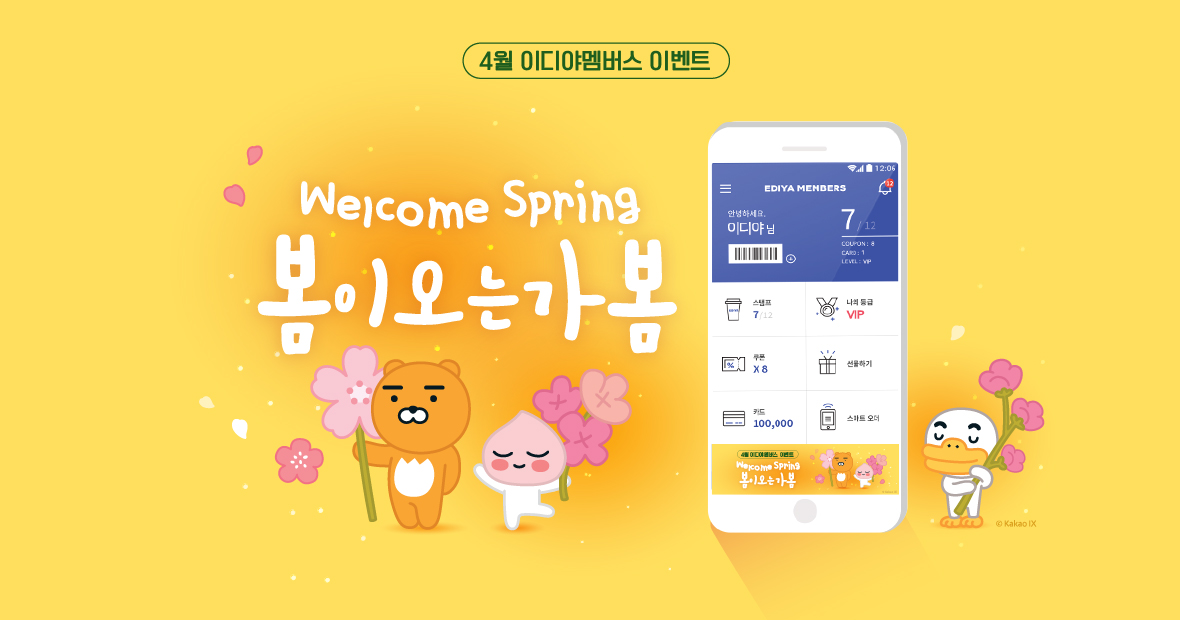 4월 이디야멤버스 이벤트
Welcome Spring
봄이오는가봄
12:06
EDIYA MEMBERS
12
안녕하세요.
이디야 님
7 / 12
COUPON : 8
CARD : 1
LEVEL : VIP
스탬프
7/12
나의 등급
VIP
쿠폰
X 8
선물하기
카드
100,000
스마트 오더
4월 이디야멤버스 이벤트
Welcome Spring
봄이오는가봄
© Kakao IX